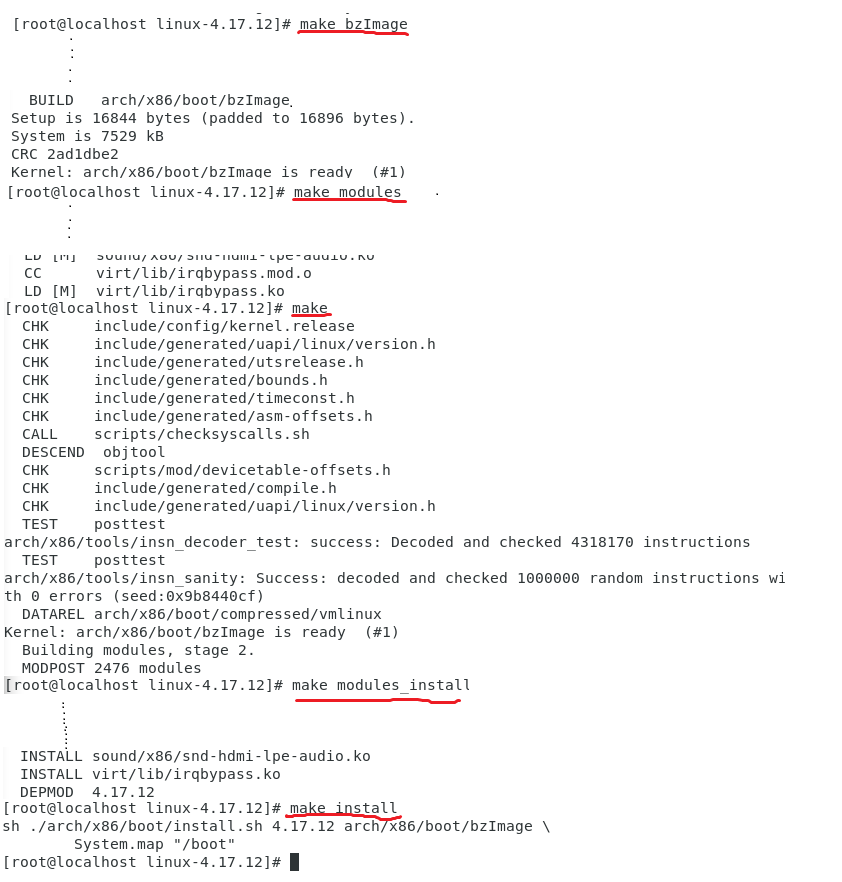 [root@localhost linux-4.17.12]# make bzImage
BUILD   arch/x86/boot/bzImage
Setup is 16844 bytes (padded to 16896 bytes).
System is 7529 kB
CRC 2ad1dbe2
Kernel: arch/x86/boot/bzImage is ready  (#1)
[root@localhost linux-4.17.12]# make modules
LD [M]  sound/x86/snd-hdmi-lpe-audio.ko
CC      virt/lib/irqbypass.mod.o
LD [M]  virt/lib/irqbypass.ko
[root@localhost linux-4.17.12]# make
CHK     include/config/kernel.release
CHK     include/generated/uapi/linux/version.h
CHK     include/generated/utsrelease.h
CHK     include/generated/bounds.h
CHK     include/generated/timeconst.h
CHK     include/generated/asm-offsets.h
CALL    scripts/checksyscalls.sh
DESCEND  objtool
CHK     scripts/mod/devicetable-offsets.h
CHK     include/generated/compile.h
CHK     include/generated/uapi/linux/version.h
TEST    posttest
arch/x86/tools/insn_decoder_test: success: Decoded and checked 4318170 instructions
TEST    posttest
arch/x86/tools/insn_sanity: Success: decoded and checked 1000000 random instructions wi
th 0 errors (seed:0x9b8440cf)
DATAREL arch/x86/boot/compressed/vmlinux
Kernel: arch/x86/boot/bzImage is ready  (#1)
Building modules, stage 2.
MODPOST 2476 modules
[root@localhost linux-4.17.12]# make modules_install
INSTALL sound/x86/snd-hdmi-lpe-audio.ko
INSTALL virt/lib/irqbypass.ko
DEPMOD  4.17.12
[root@localhost linux-4.17.12]# make install
sh ./arch/x86/boot/install.sh 4.17.12 arch/x86/boot/bzImage \
System.map "/boot"
[root@localhost linux-4.17.12]#